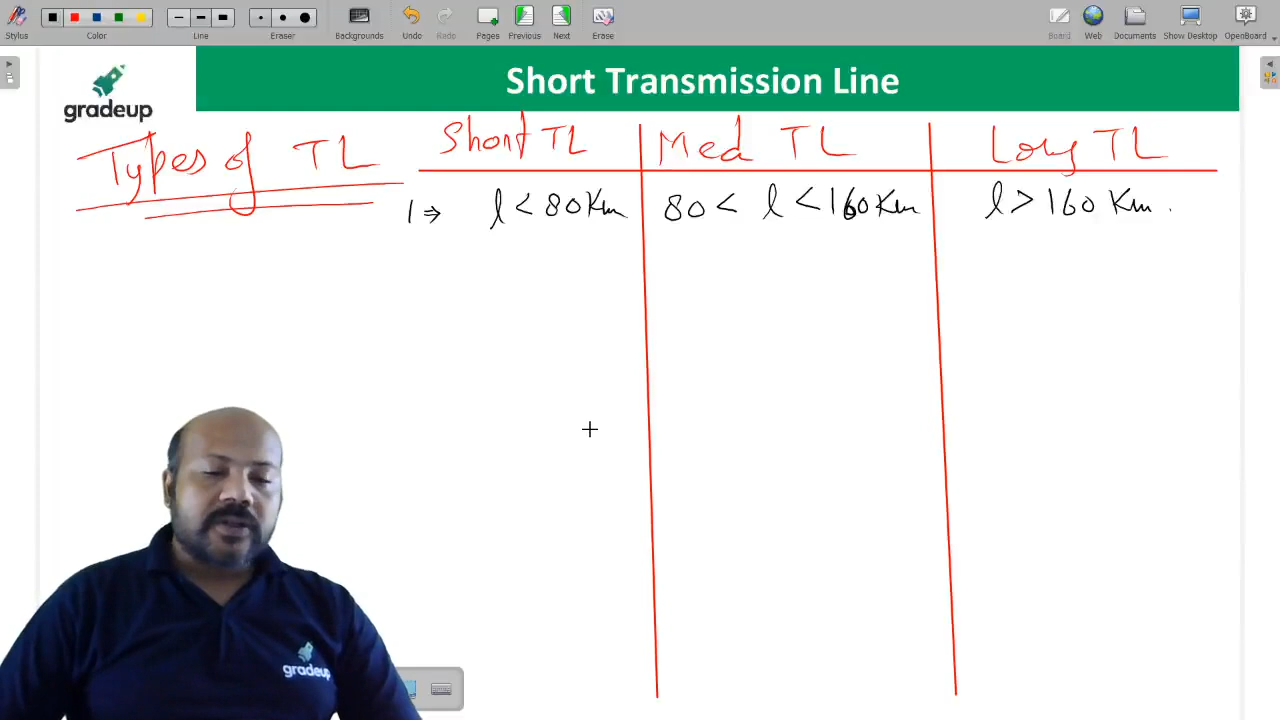 Stylus Color Line Eraser Backgrounds Undo Redo Pages Previous Next Erase Board Web Documents Show Desktop OpenBoard
gradeup
Short Transmission Line
Types of TL
Short TL Med TL Long TL
1⇒ l < 80 Km 80 < l < 160 Km l > 160 Km.
gradeup